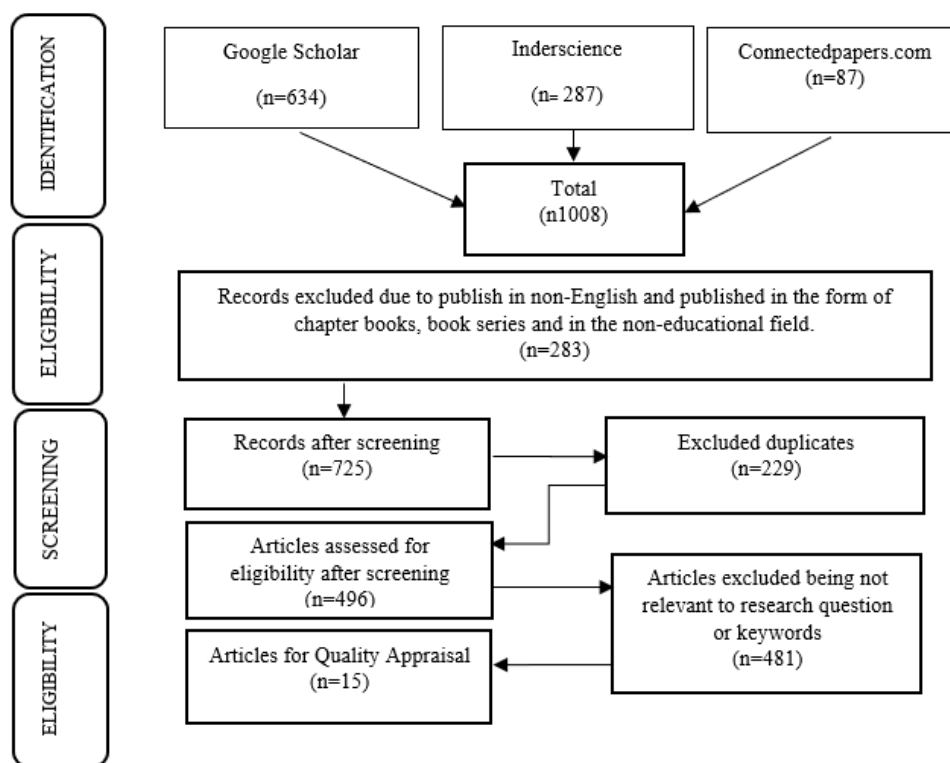 IDENTIFICATION
Google Scholar
(n=634)
Inderscience
(n= 287)
Connectedpapers.com
(n=87)
Total
(n1008)
ELIGIBILITY
Records excluded due to publish in non-English and published in the form of
chapter books, book series and in the non-educational field.
(n=283)
SCREENING
Records after screening
(n=725)
Excluded duplicates
(n=229)
Articles assessed for
eligibility after screening
(n=496)
Articles excluded being not
relevant to research question
or keywords
(n=481)
ELIGIBILITY
Articles for Quality Appraisal
(n=15)